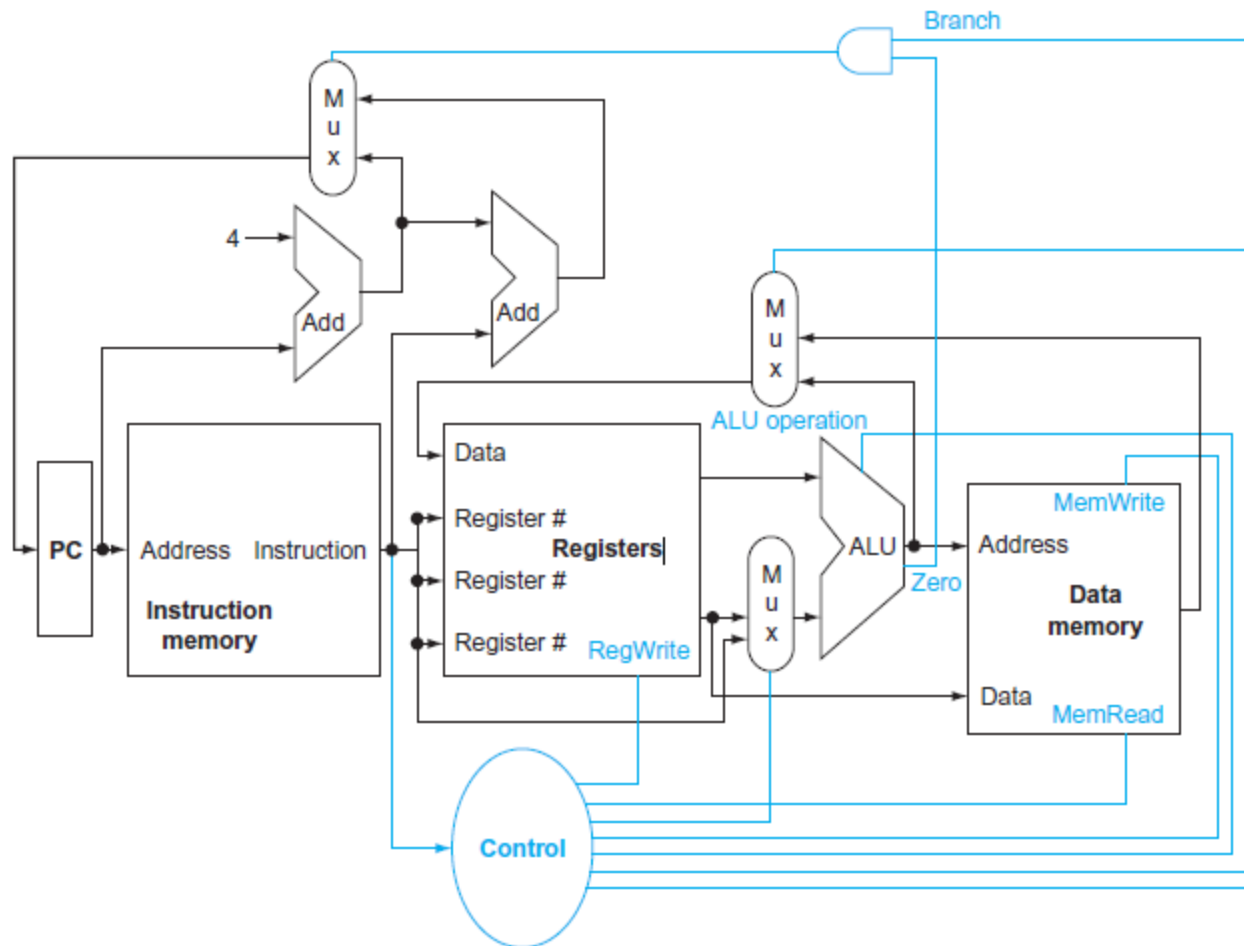 Branch
M
u
x
4
Add
Add
M
u
x
ALU operation
Data
Register #
Registers
Register #
Register #
RegWrite
PC
Address
Instruction
Instruction
memory
M
u
x
ALU
Zero
MemWrite
Address
Data
memory
Data
MemRead
Control